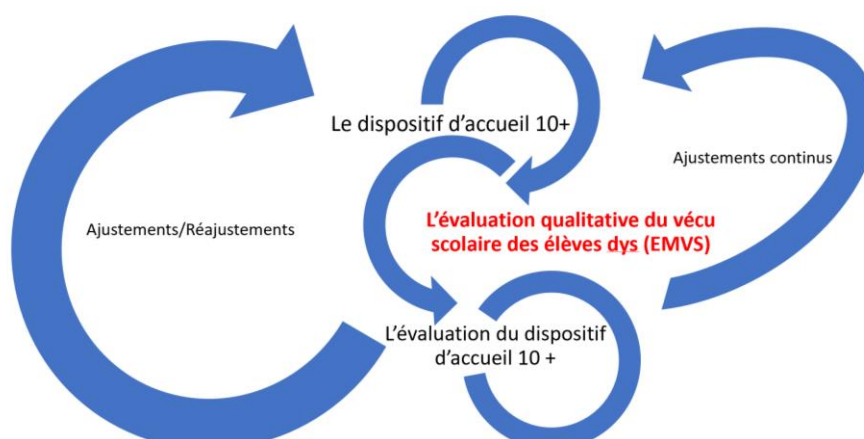 Le dispositif d'accueil 10+
Ajustements continus
Ajustements/Réajustements
L'évaluation qualitative du vécu
scolaire des élèves dys (EMVS)
L'évaluation du dispositif
d'accueil 10 +